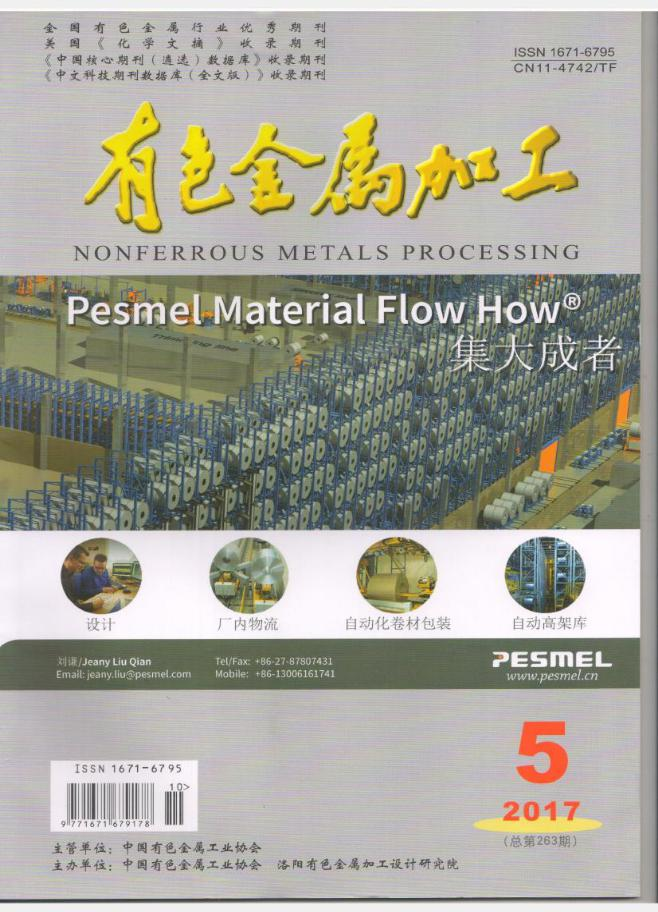 全国有色金属行业优秀期刊
美国《化学文摘》收录期刊
《中国核心期刊(遴选)数据库》收录期刊
《中文科技期刊数据库(全文版)》收录期刊
ISSN 1671-6795
CN11-4742/TF
有色金属加工
NONFERROUS METALS PROCESSING
Pesmel Material Flow How®
集大成者
设计
厂内物流
自动化卷材包装
自动高架库
刘谦/Jeany Liu Qian
Email: jeany.liu@pesmel.com
Tel/Fax: +86-27-87807431
Mobile: +86-13006161741
PESMEL
www.pesmel.cn
5
2017
(总第263期)
ISSN 1671-6795
10>
9 771671 679178
主管单位：中国有色金属工业协会
主办单位：中国有色金属工业协会 洛阳有色金属加工设计研究院